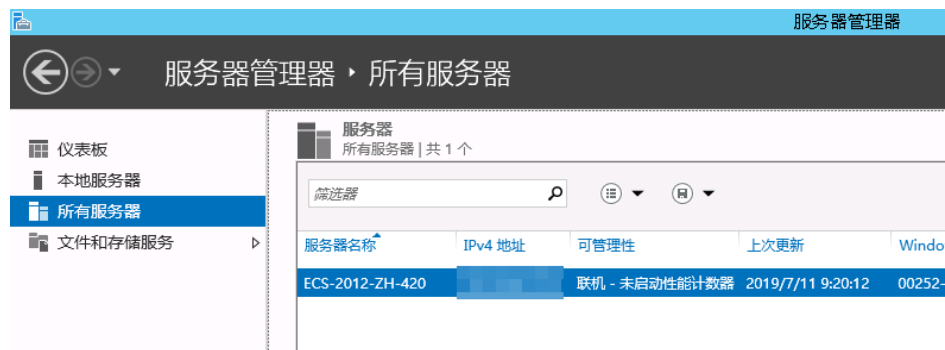 服务器管理器
服务器管理器 • 所有服务器
仪表板
本地服务器
所有服务器
文件和存储服务
服务器
所有服务器 | 共 1 个
筛选器
服务器名称 IPv4 地址 可管理性 上次更新 Windo
ECS-2012-ZH-420 联机 - 未启动性能计数器 2019/7/11 9:20:12 00252-